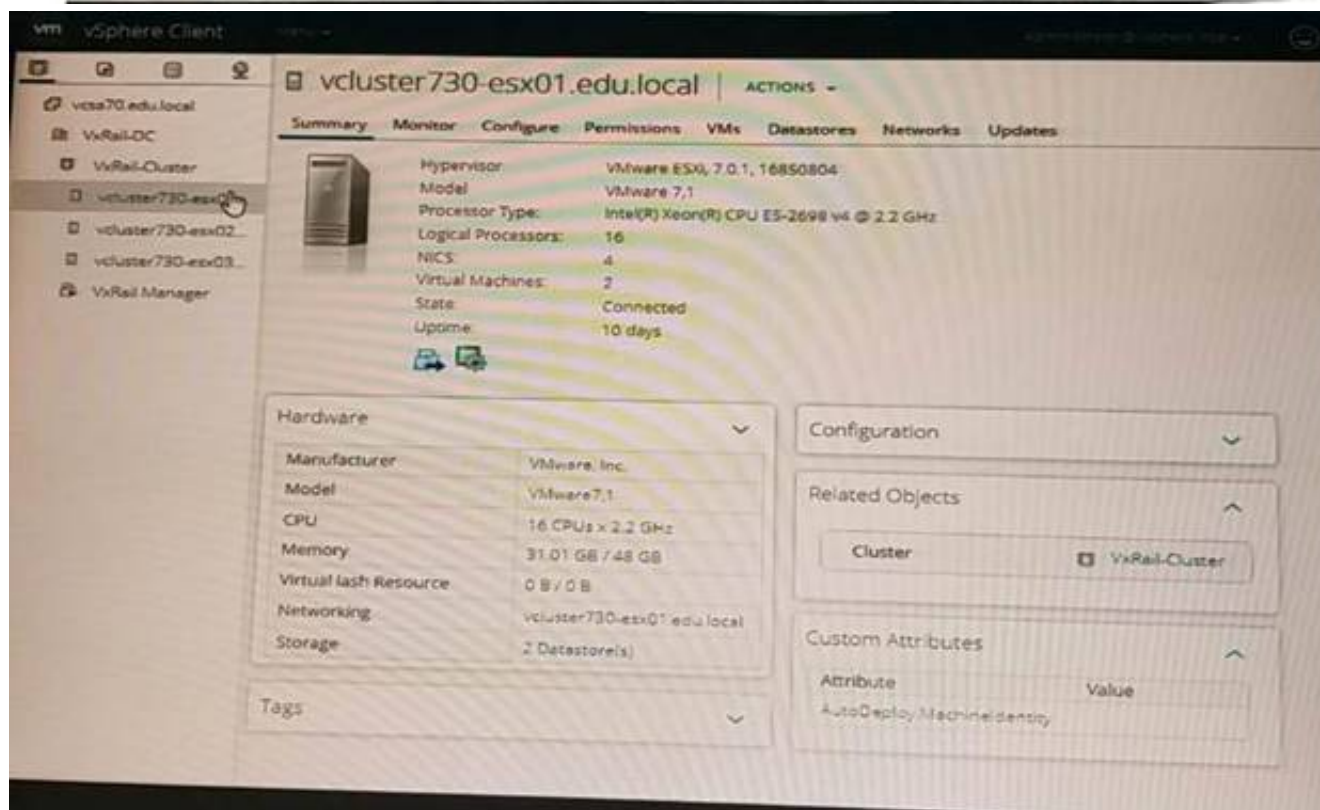 vm vSphere Client
vcsa70.edu.local
VxRail-DC
VxRail-Cluster
vcluster730-esx0
vcluster730-esx02...
vcluster730-esx03...
VxRail Manager
vcluster730-esx01.edu.local | ACTIONS
Summary Monitor Configure Permissions VMs Datastores Networks Updates
Hypervisor: VMware ESXi, 7.0.1, 16850804
Model VMware 7,1
Processor Type: Intel(R) Xeon(R) CPU E5-2698 v4 @ 2.2 GHz
Logical Processors: 16
NICS: 4
Virtual Machines: 2
State: Connected
Uptime: 10 days
Hardware
Manufacturer VMware, Inc.
Model VMware7,1
CPU 16 CPUs x 2.2 GHz
Memory 31.01 GB / 48 GB
Virtual lash Resource 0 B / 0 B
Networking vcluster730-esx01.edu.local
Storage 2 Datastore(s)
Tags
Configuration
Related Objects
Cluster VxRail-Cluster
Custom Attributes
Attribute Value
AutoDeploy.MachineIdentity